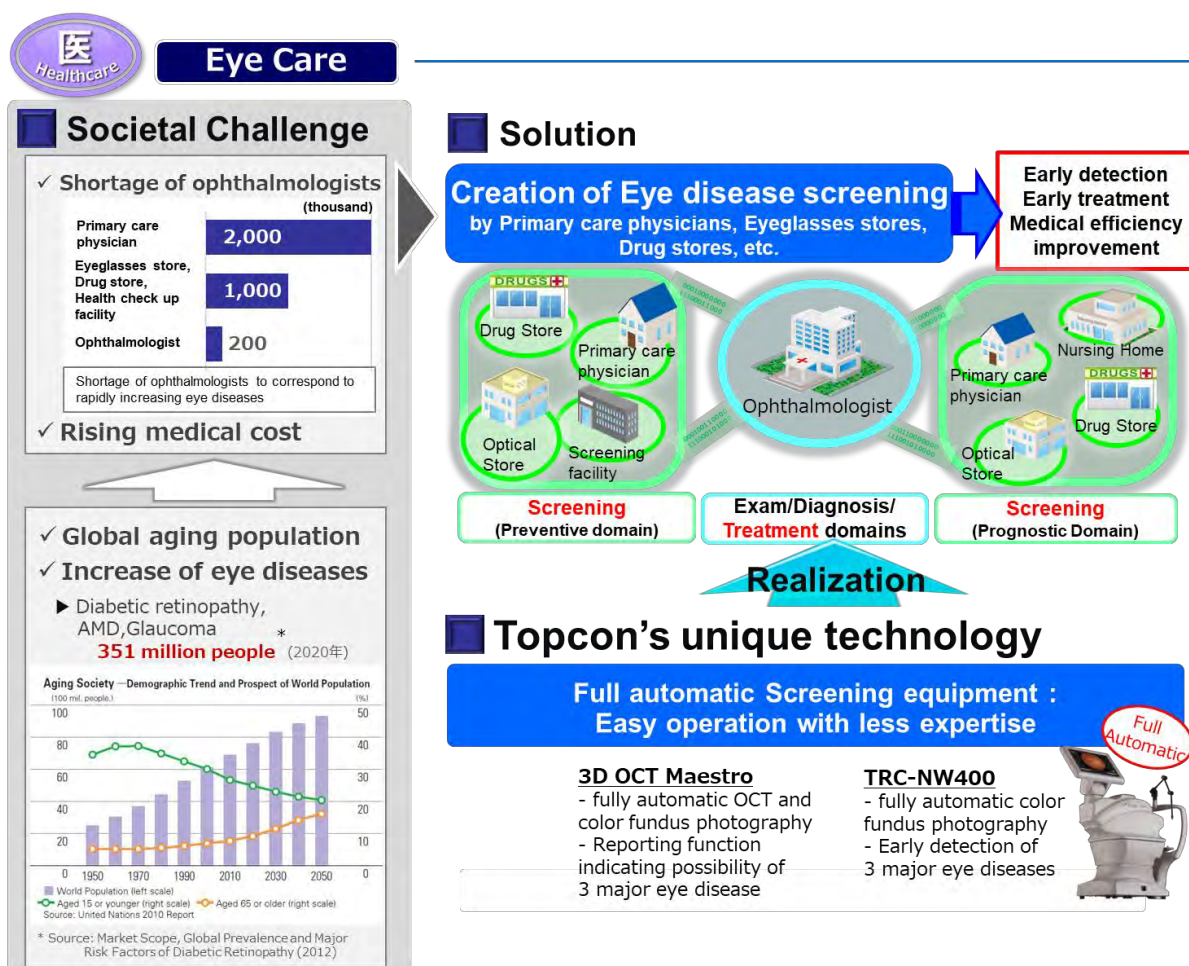 医
Healthcare
Eye Care
Societal Challenge
✓ Shortage of ophthalmologists
(thousand)
Primary care
physician
2,000
Eyeglasses store,
Drug store,
Health check up
facility
1,000
Ophthalmologist
200
Shortage of ophthalmologists to correspond to
rapidly increasing eye diseases
✓ Rising medical cost
✓ Global aging population
✓ Increase of eye diseases
▶ Diabetic retinopathy,
AMD,Glaucoma
*
351 million people (2020年)
Aging Society —Demographic Trend and Prospect of World Population
(100 mil. people.)
(%)
100
80
60
40
20
0
50
40
30
20
10
0
1950
1970
1990
2010
2030
2050
World Population (left scale)
Aged 15 or younger (right scale)
Aged 65 or older (right scale)
Source: United Nations 2010 Report
* Source: Market Scope, Global Prevalence and Major
Risk Factors of Diabetic Retinopathy (2012)
Solution
Creation of Eye disease screening
by Primary care physicians, Eyeglasses stores,
Drug stores, etc.
Early detection
Early treatment
Medical efficiency
improvement
DRUGS
Drug Store
Primary care
physician
Optical
Store
Screening
facility
Ophthalmologist
Nursing Home
Primary care
physician
DRUGS
Drug Store
Optical
Store
Screening
(Preventive domain)
Exam/Diagnosis/
Treatment domains
Screening
(Prognostic Domain)
Realization
Topcon's unique technology
Full automatic Screening equipment :
Easy operation with less expertise
Full
Automatic
3D OCT Maestro
- fully automatic OCT and
color fundus photography
- Reporting function
indicating possibility of
3 major eye disease
TRC-NW400
- fully automatic color
fundus photography
- Early detection of
3 major eye diseases